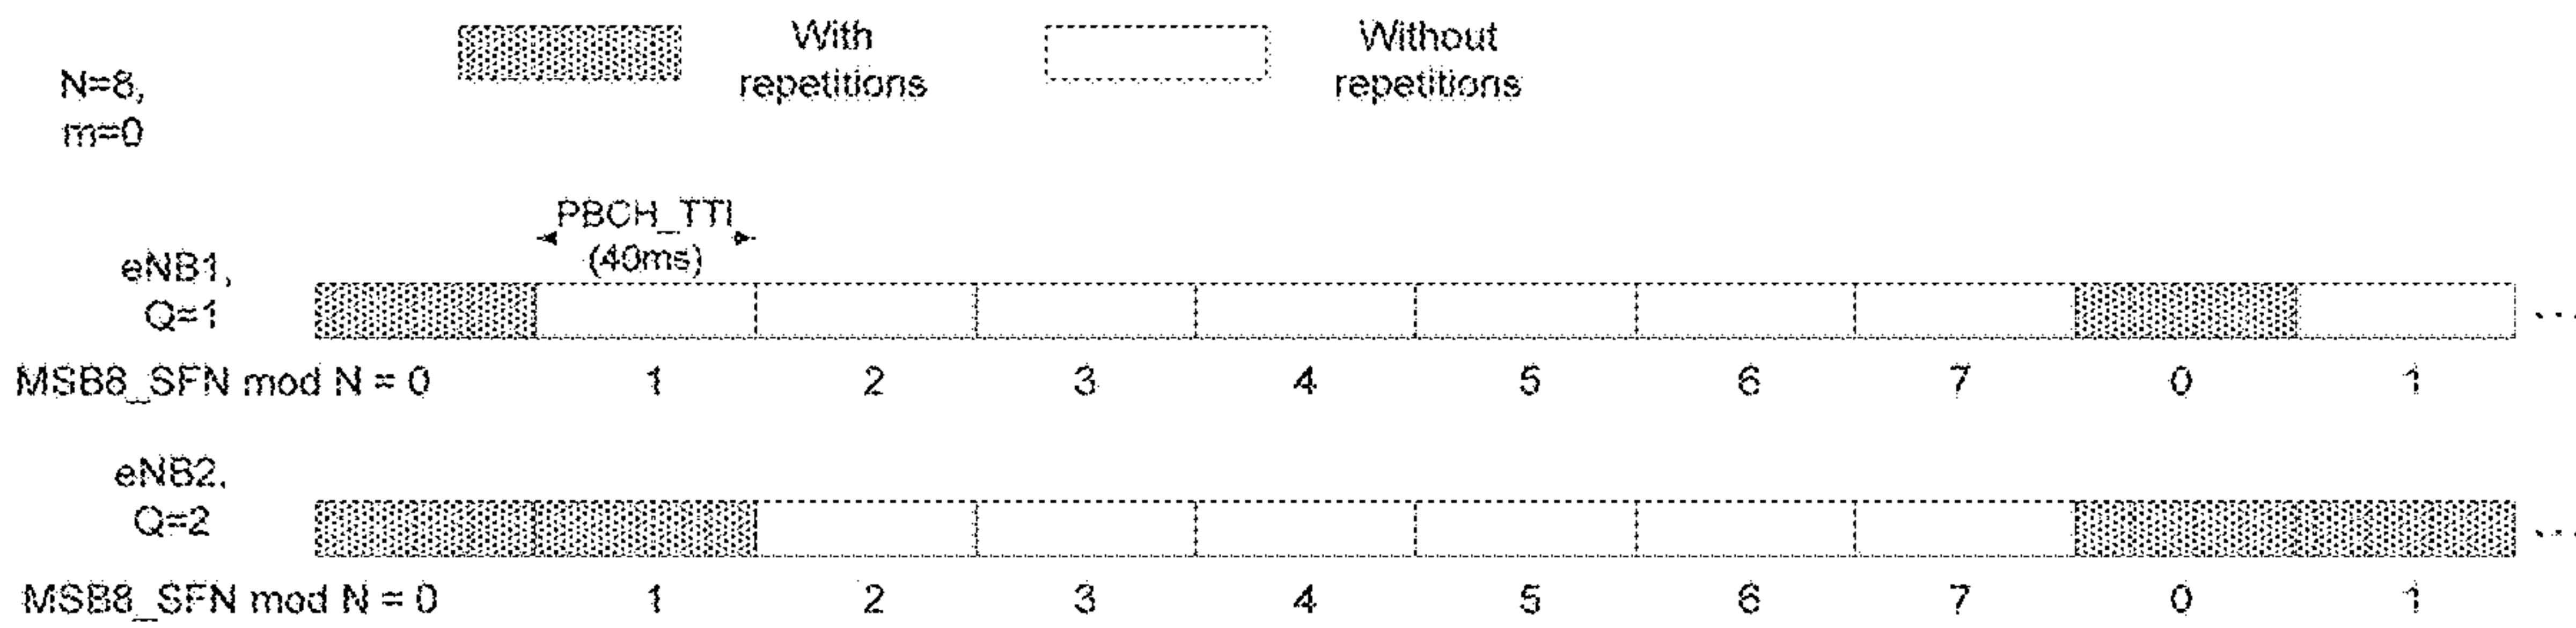 With
repetitions
Without
repetitions
N=8,
m=0
PBCH_TTI
(40ms)
eNB1,
Q=1
MSB8_SFN mod N = 0 1 2 3 4 5 6 7 0 1
...
eNB2,
Q=2
MSB8_SFN mod N = 0 1 2 3 4 5 6 7 0 1
...